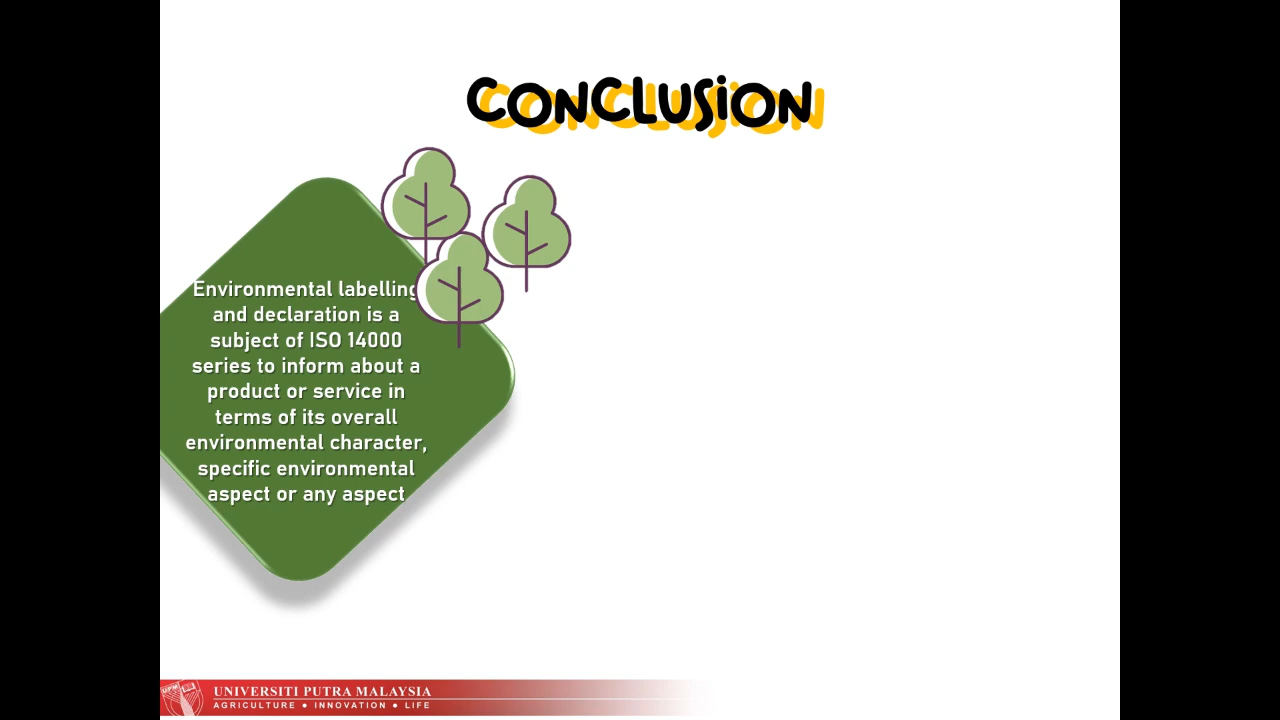 CONCLUSION
Environmental labelling
and declaration is a
subject of ISO 14000
series to inform about a
product or service in
terms of its overall
environmental character,
specific environmental
aspect or any aspect
UPM
UNIVERSITI PUTRA MALAYSIA
AGRICULTURE • INNOVATION • LIFE